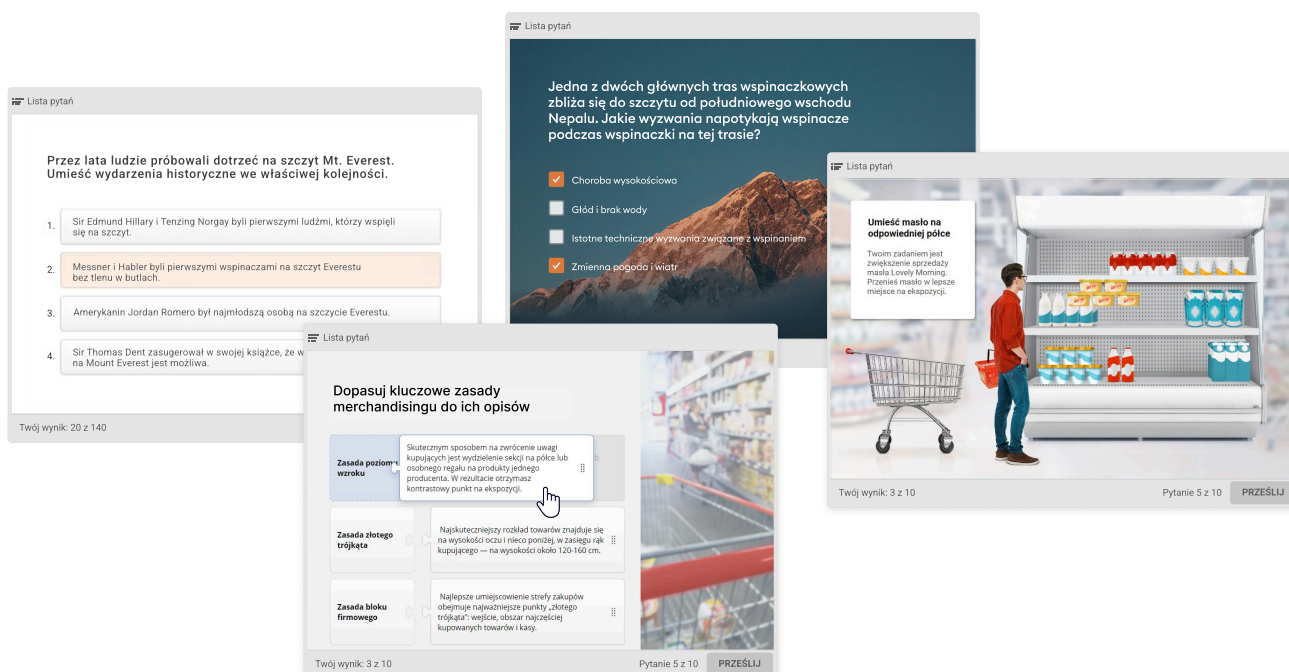 Lista pytań
Przez lata ludzie próbowali dotrzeć na szczyt Mt. Everest.
Umieść wydarzenia historyczne we właściwej kolejności.
1. Sir Edmund Hillary i Tenzing Norgay byli pierwszymi ludźmi, którzy wspięli
się na szczyt.
2. Messner i Habler byli pierwszymi wspinaczami na szczyt Everestu
bez tlenu w butlach.
3. Amerykanin Jordan Romero był najmłodszą osobą na szczycie Everestu.
4. Sir Thomas Dent zasugerował w swojej książce, że w
na Mount Everest jest możliwa.
Twój wynik: 20 z 140
Lista pytań
Jedna z dwóch głównych tras wspinaczkowych
zbliża się do szczytu od południowego wschodu
Nepalu. Jakie wyzwania napotykają wspinacze
podczas wspinaczki na tej trasie?
Choroba wysokościowa
Głód i brak wody
Istotne techniczne wyzwania związane z wspinaniem
Zmienna pogoda i wiatr
Lista pytań
Umieść masło na
odpowiedniej półce
Twoim zadaniem jest
zwiększenie sprzedaży
masła Lovely Morning.
Przenieś masło w lepsze
miejsce na ekspozycji.
Twój wynik: 3 z 10
Pytanie 5 z 10
PRZEŚLIJ
Lista pytań
Dopasuj kluczowe zasady
merchandisingu do ich opisów
Zasada poziomu
wzroku
Skutecznym sposobem na zwrócenie uwagi
kupujących jest wydzielenie sekcji na półce lub
osobnego regału na produkty jednego
producenta. W rezultacie otrzymasz
kontrastowy punkt na ekspozycji.
Zasada złotego
trójkąta
Najskuteczniejszy rozkład towarów znajduje się
na wysokości oczu i nieco poniżej, w zasięgu rąk
kupującego — na wysokości około 120-160 cm.
Zasada bloku
firmowego
Najlepsze umiejscowienie strefy zakupów
obejmuje najważniejsze punkty „złotego
trójkąta”: wejście, obszar najczęściej
kupowanych towarów i kasy.
Twój wynik: 3 z 10
Pytanie 5 z 10
PRZEŚLIJ